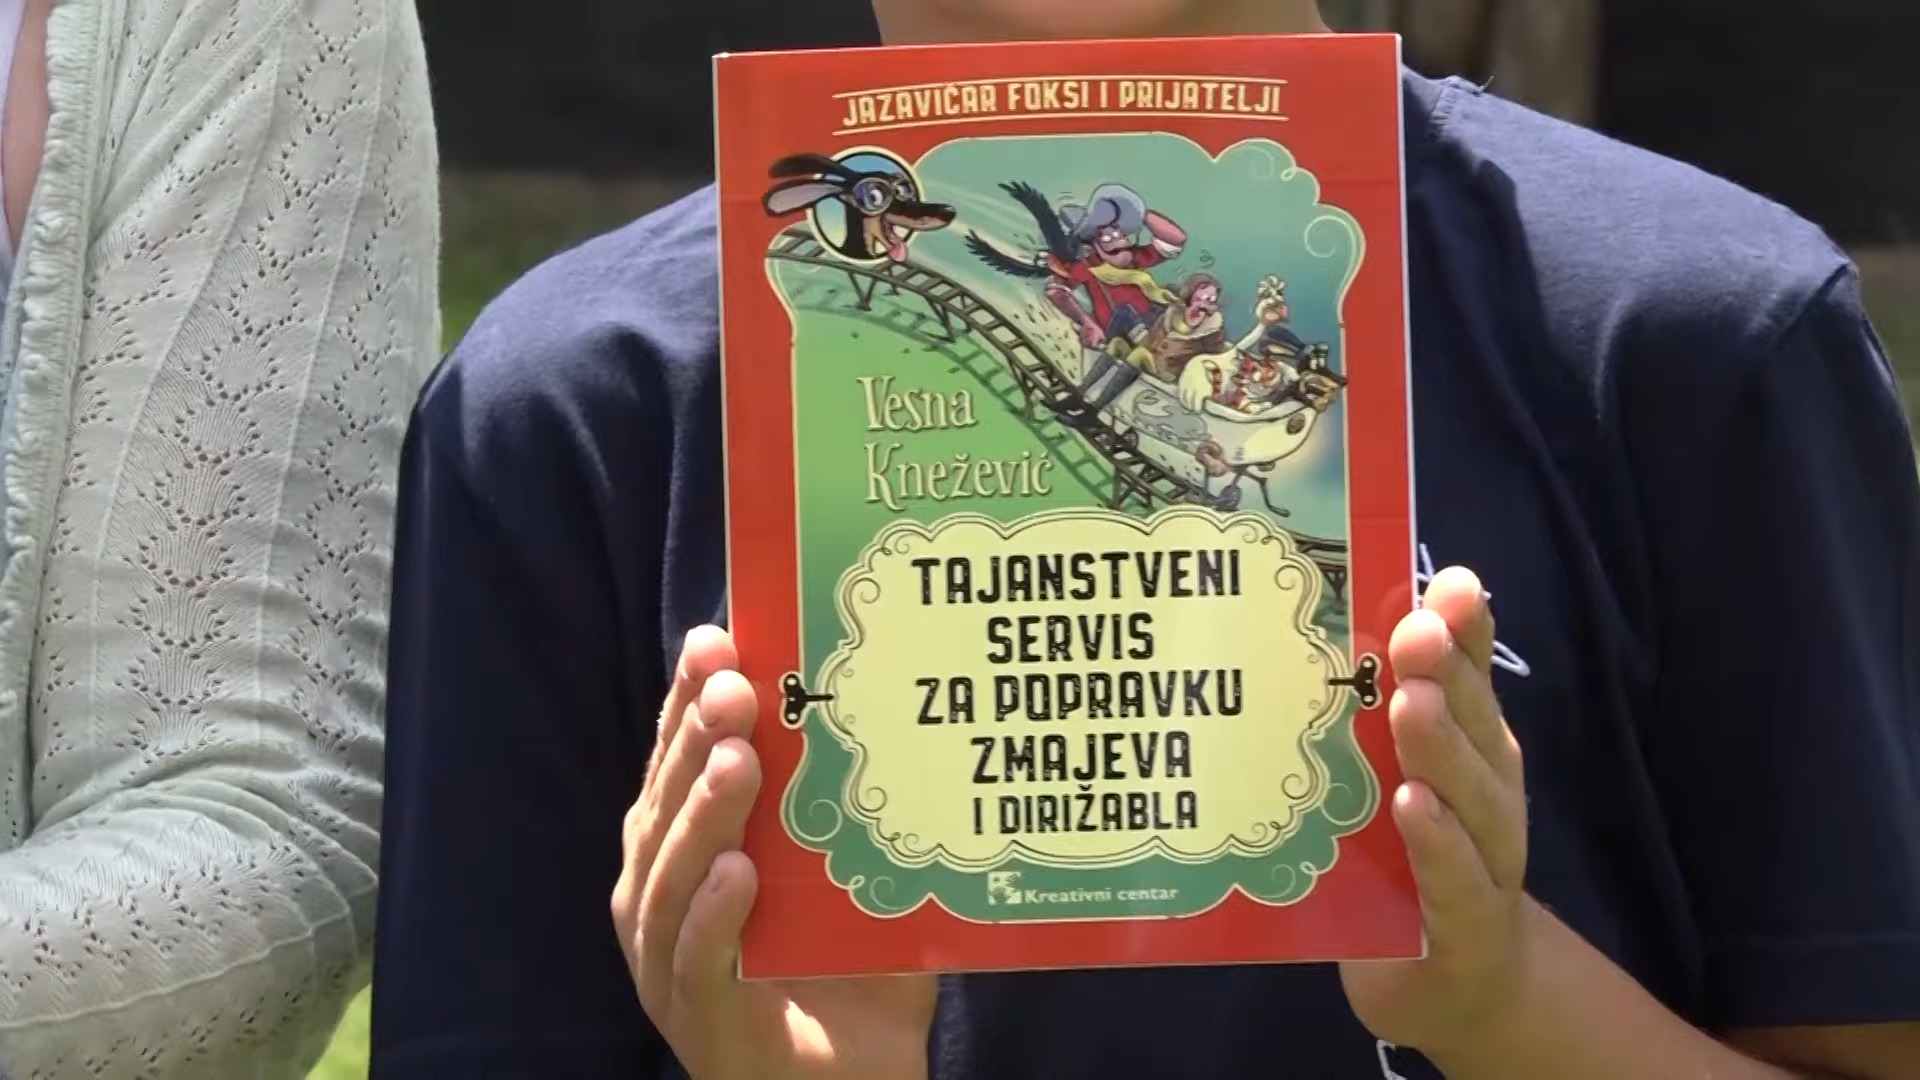 JAZAVIČAR FOKSI I PRIJATELJI
Vesna
Knežević
TAJANSTVENI
SERVIS
ZA POPRAVKU
ZMAJEVA
I DIRIŽABLA
Kreativni centar